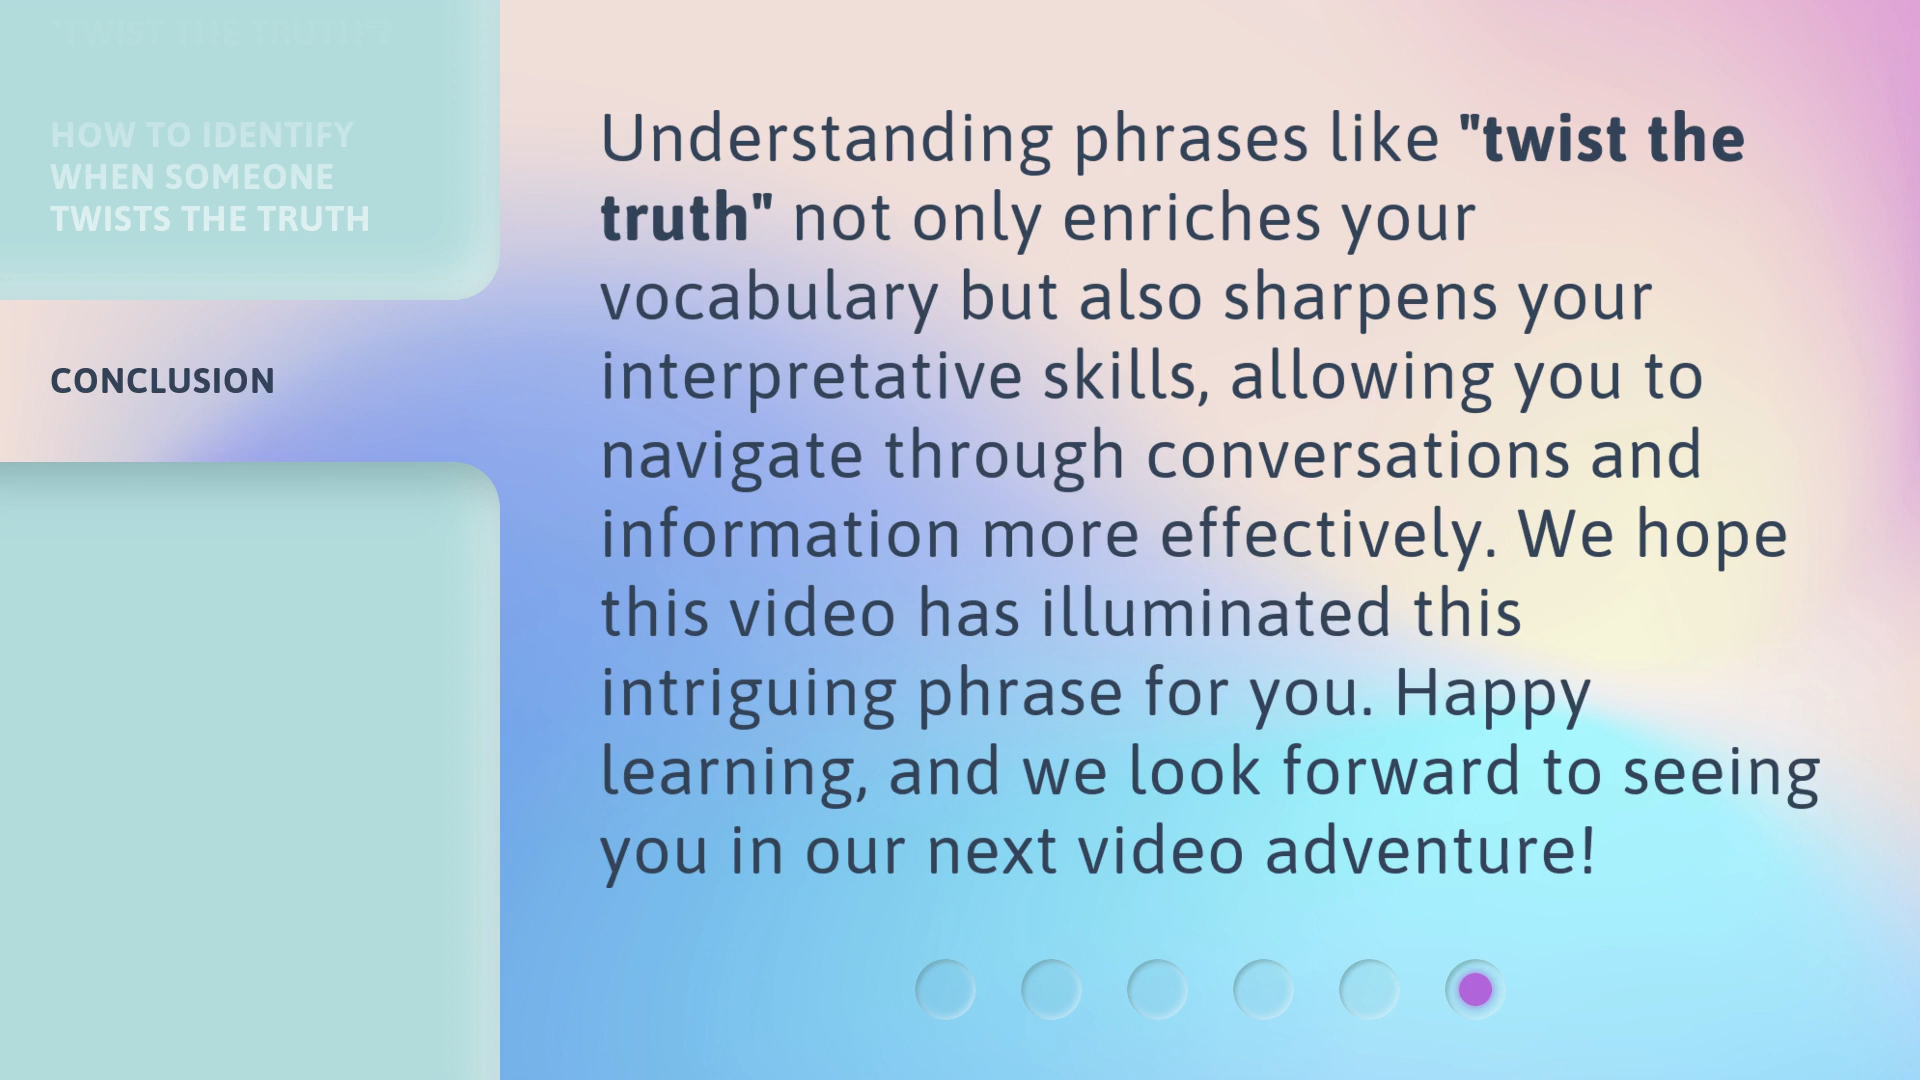 "TWIST THE TRUTH"?
HOW TO IDENTIFY
WHEN SOMEONE
TWISTS THE TRUTH
CONCLUSION
Understanding phrases like "twist the
truth" not only enriches your
vocabulary but also sharpens your
interpretative skills, allowing you to
navigate through conversations and
information more effectively. We hope
this video has illuminated this
intriguing phrase for you. Happy
learning, and we look forward to seeing
you in our next video adventure!